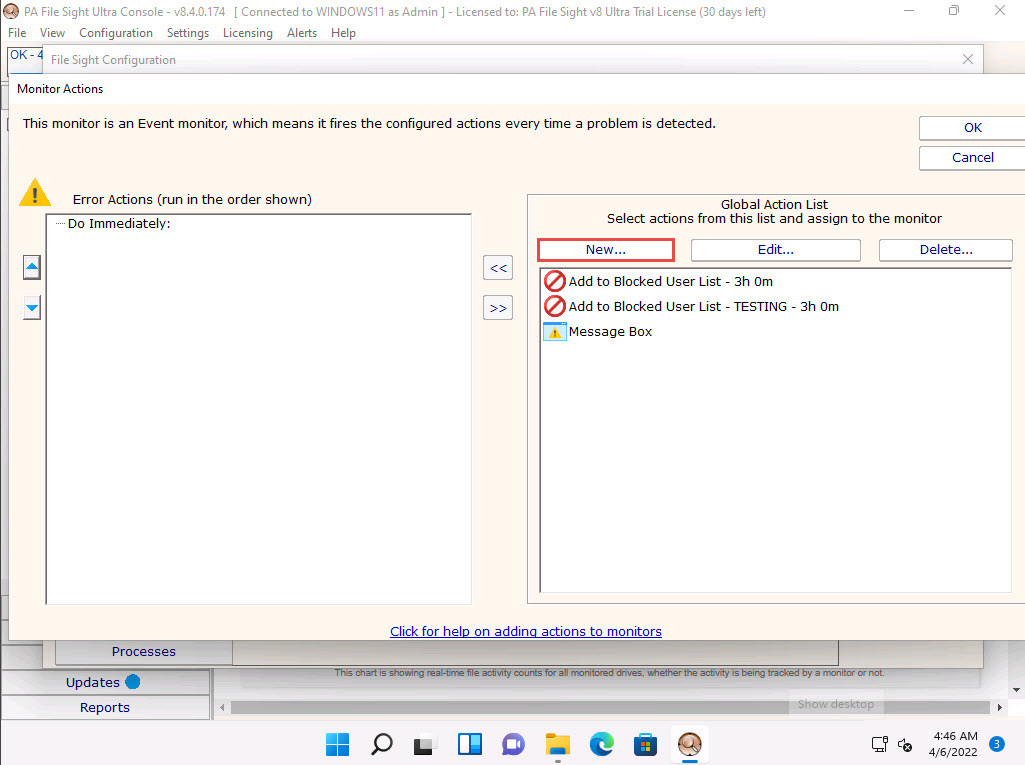 PA File Sight Ultra Console - v8.4.0.174 [ Connected to WINDOWS11 as Admin ] - Licensed to: PA File Sight v8 Ultra Trial License (30 days left)
File View Configuration Settings Licensing Alerts Help
OK - 4
File Sight Configuration
Monitor Actions
This monitor is an Event monitor, which means it fires the configured actions every time a problem is detected.
OK
Cancel
Error Actions (run in the order shown)
Do Immediately:
<<
>>
Global Action List
Select actions from this list and assign to the monitor
New... Edit... Delete...
Add to Blocked User List - 3h 0m
Add to Blocked User List - TESTING - 3h 0m
Message Box
Click for help on adding actions to monitors
Processes
Updates
Reports
This chart is showing real-time file activity counts for all monitored drives, whether the activity is being tracked by a monitor or not.
Show desktop
4:46 AM
4/6/2022
3